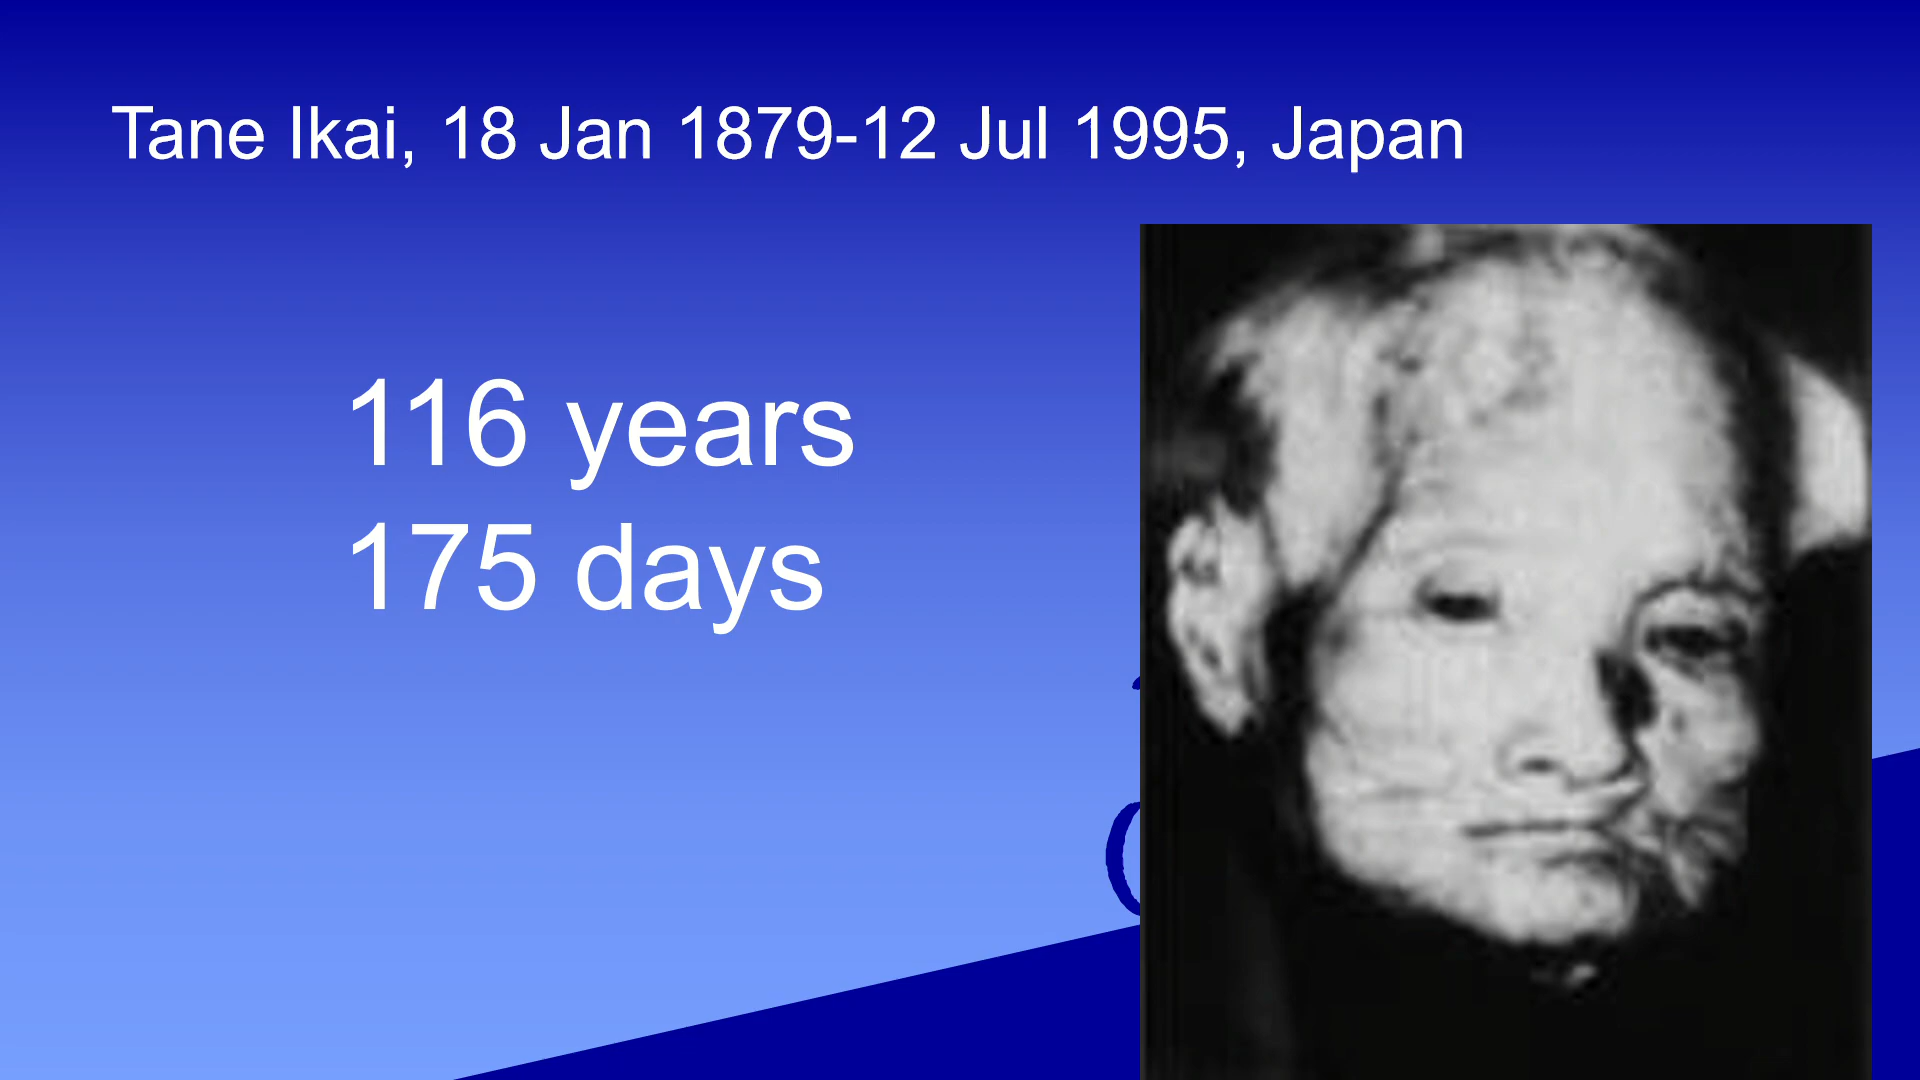 Tane Ikai, 18 Jan 1879-12 Jul 1995, Japan
116 years
175 days